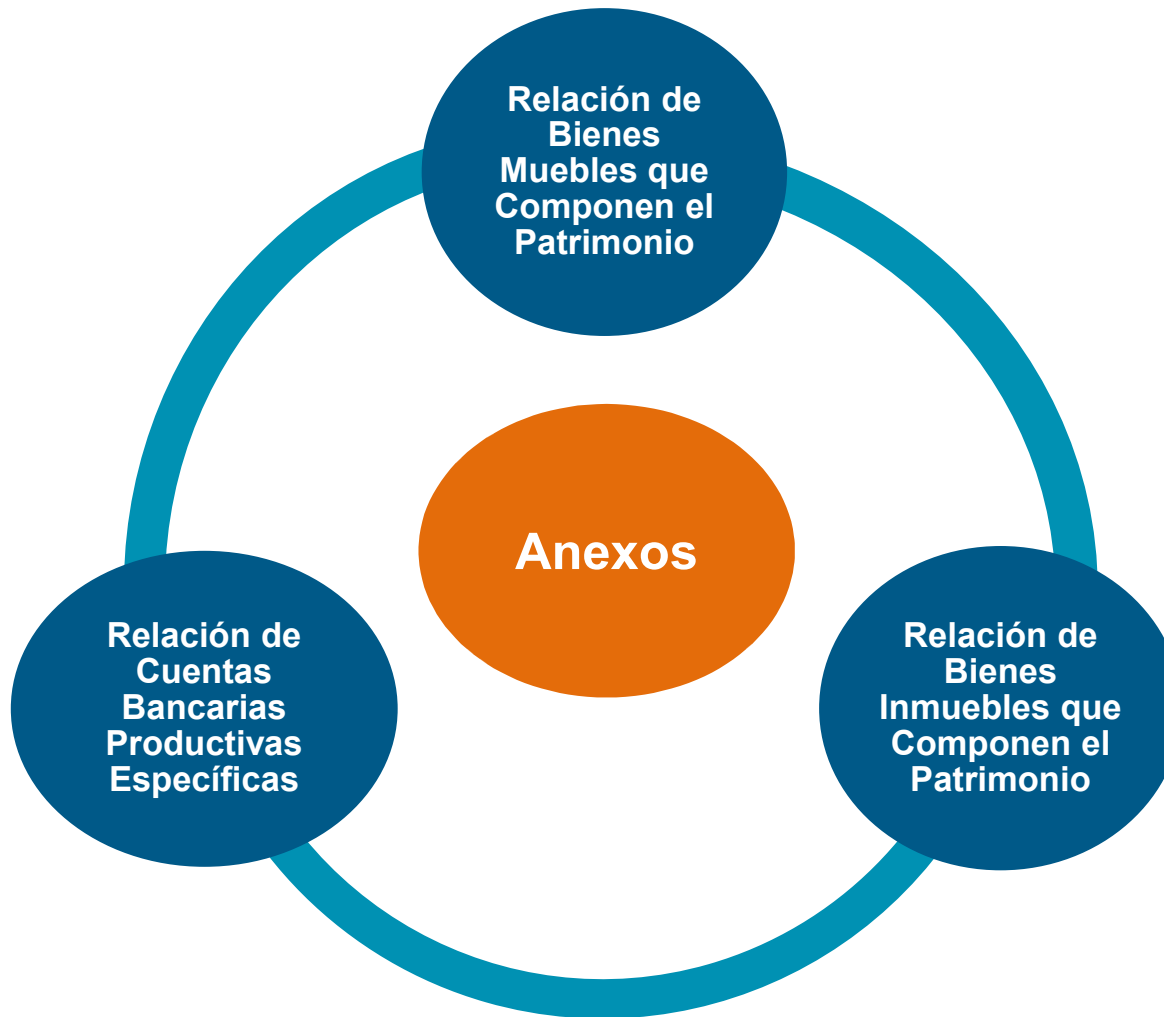 Relación de
Bienes
Muebles que
Componen el
Patrimonio
Anexos
Relación de
Cuentas
Bancarias
Productivas
Específicas
Relación de
Bienes
Inmuebles que
Componen el
Patrimonio